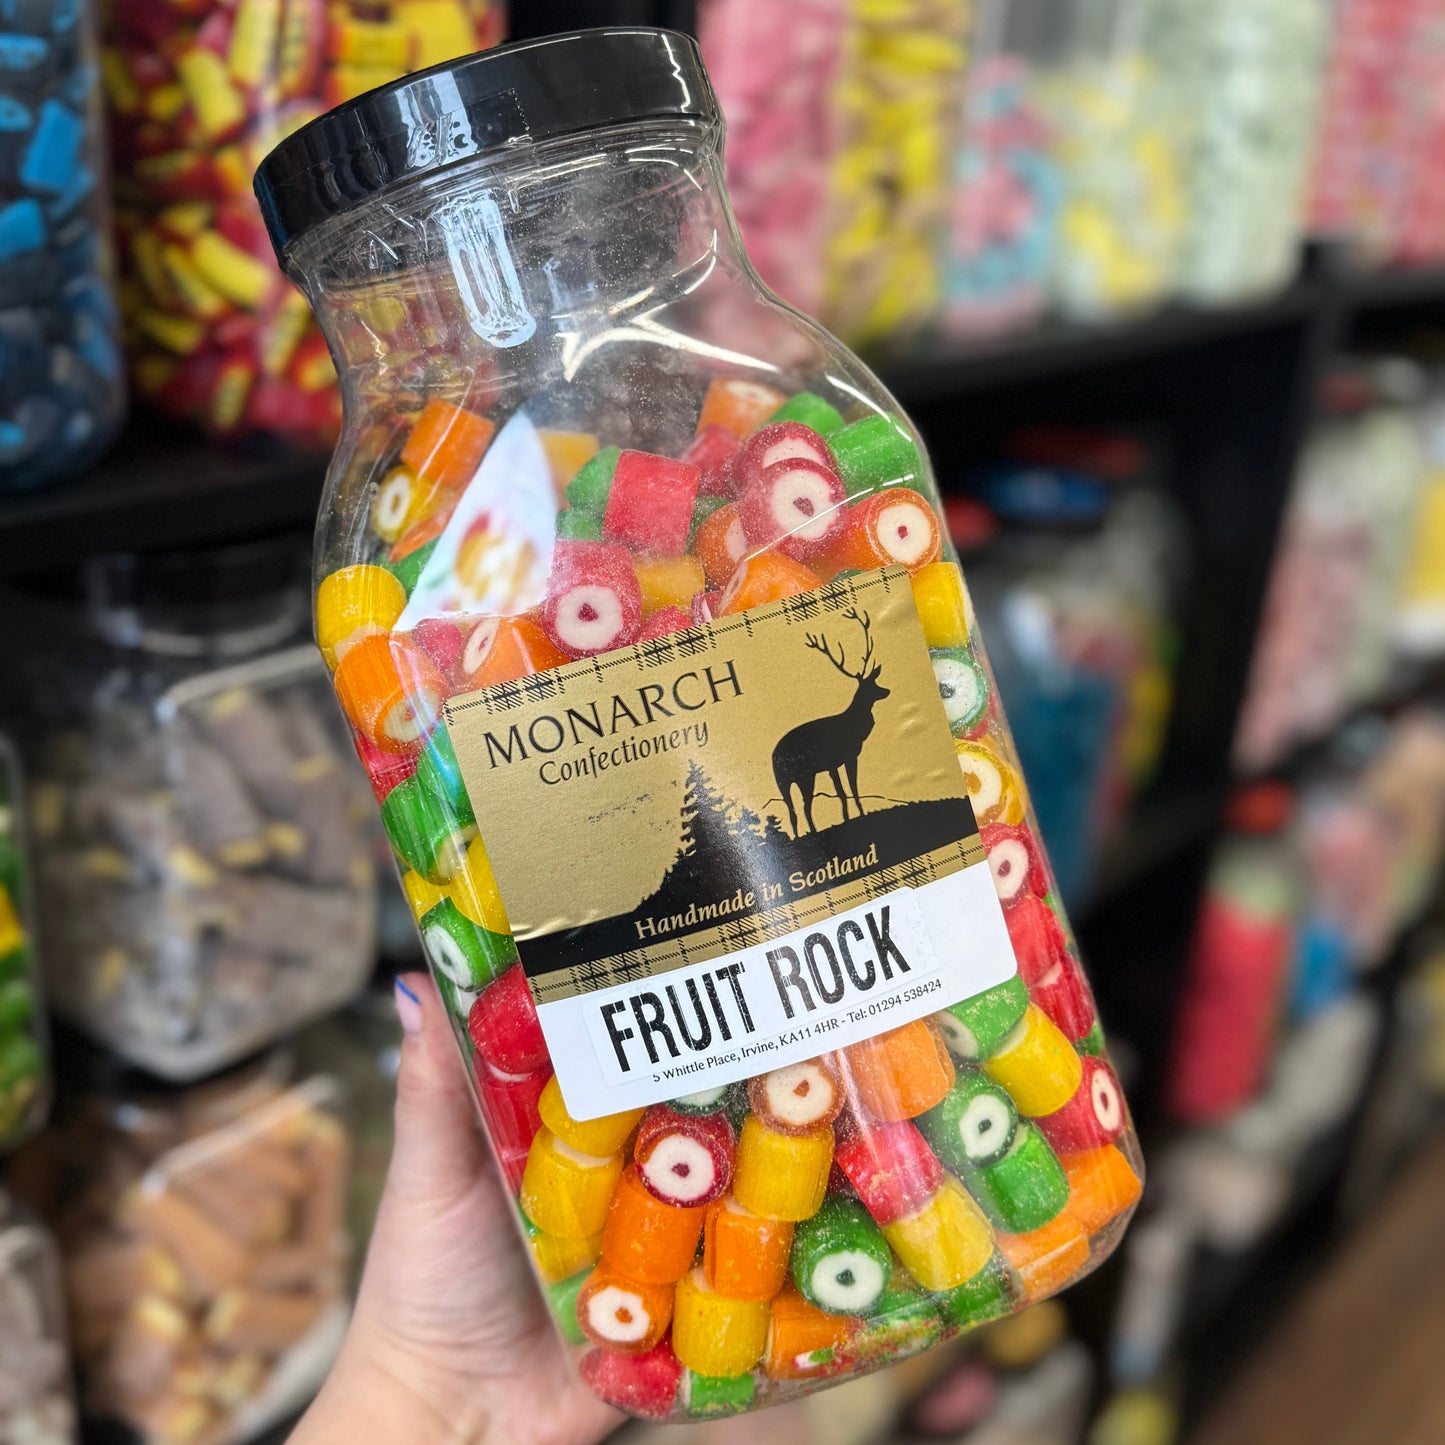 MONARCH
Confectionery
Handmade in Scotland
FRUIT ROCK
5 Whittle Place, Irvine, KA11 4HR - Tel: 01294 538424